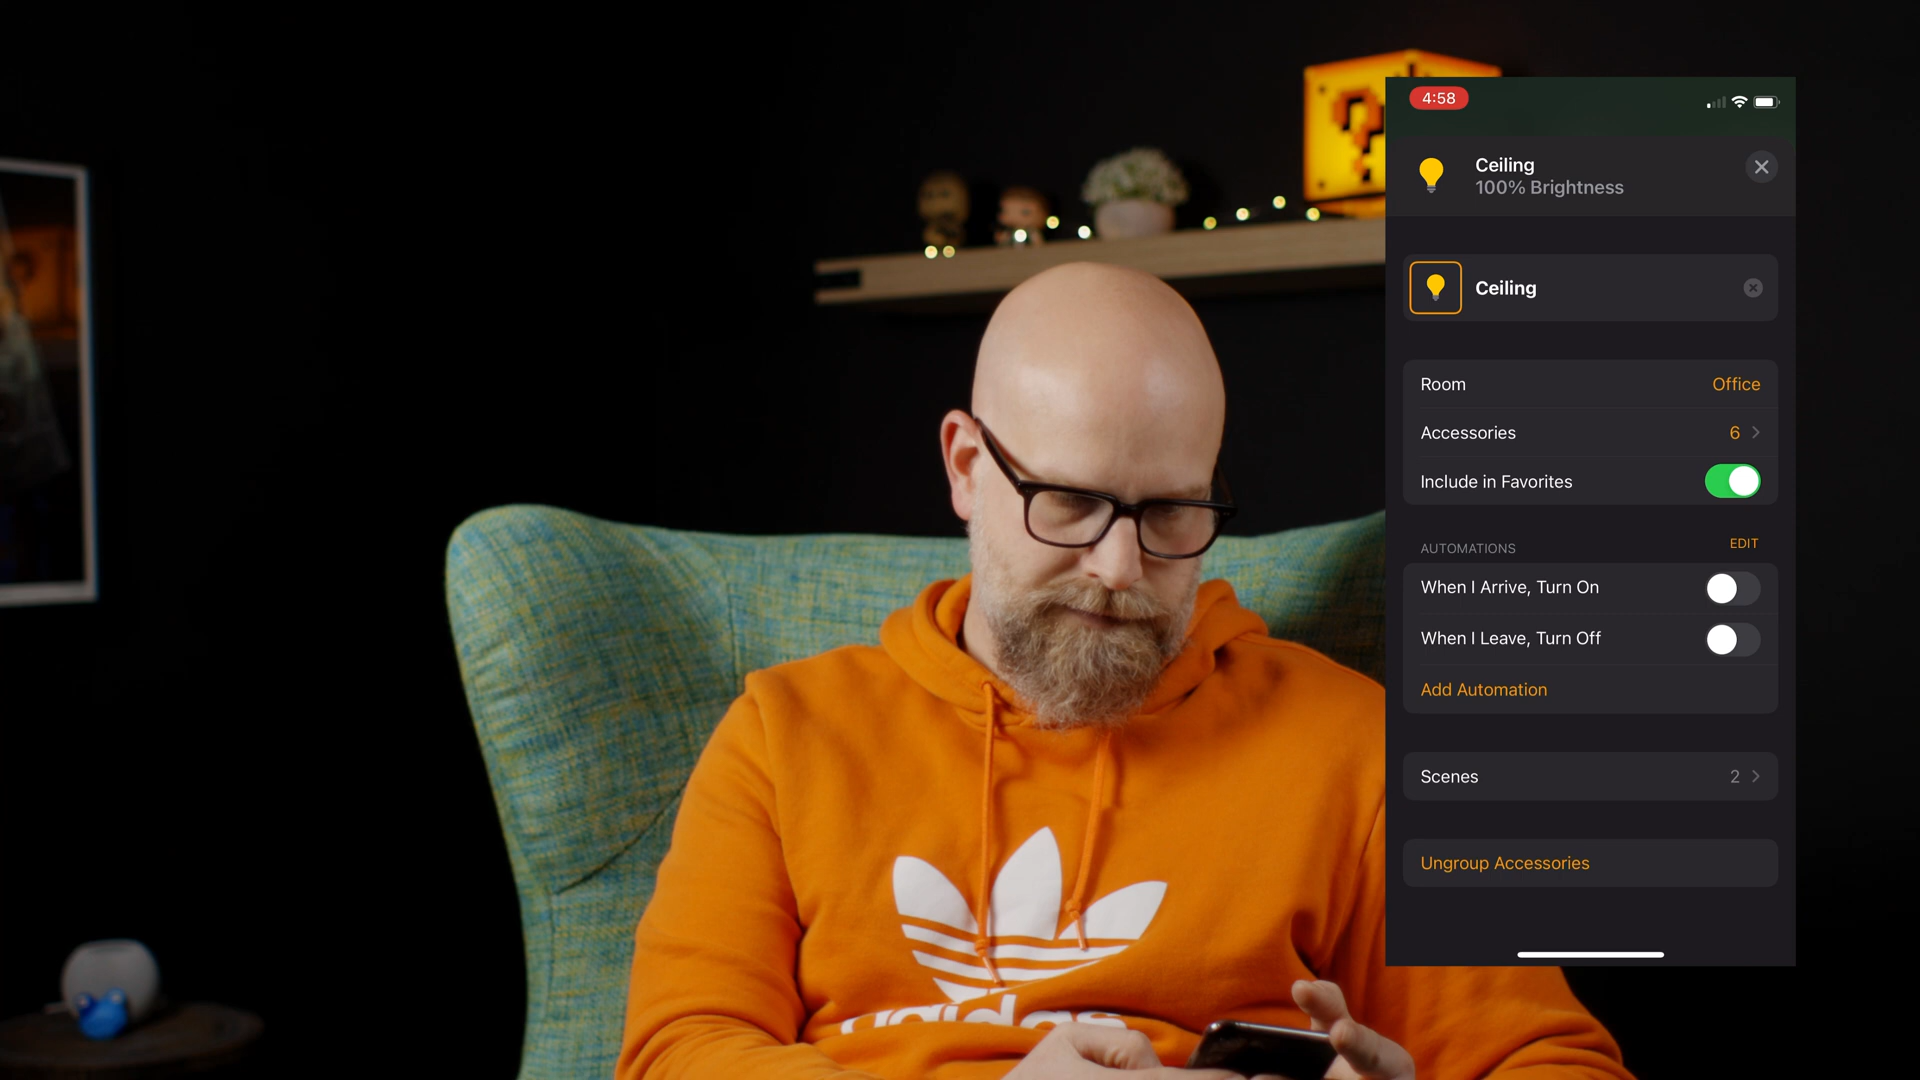 4:58
Ceiling
100% Brightness
Ceiling
Room Office
Accessories 6
Include in Favorites
AUTOMATIONS EDIT
When I Arrive, Turn On
When I Leave, Turn Off
Add Automation
Scenes 2
Ungroup Accessories
?
adidas